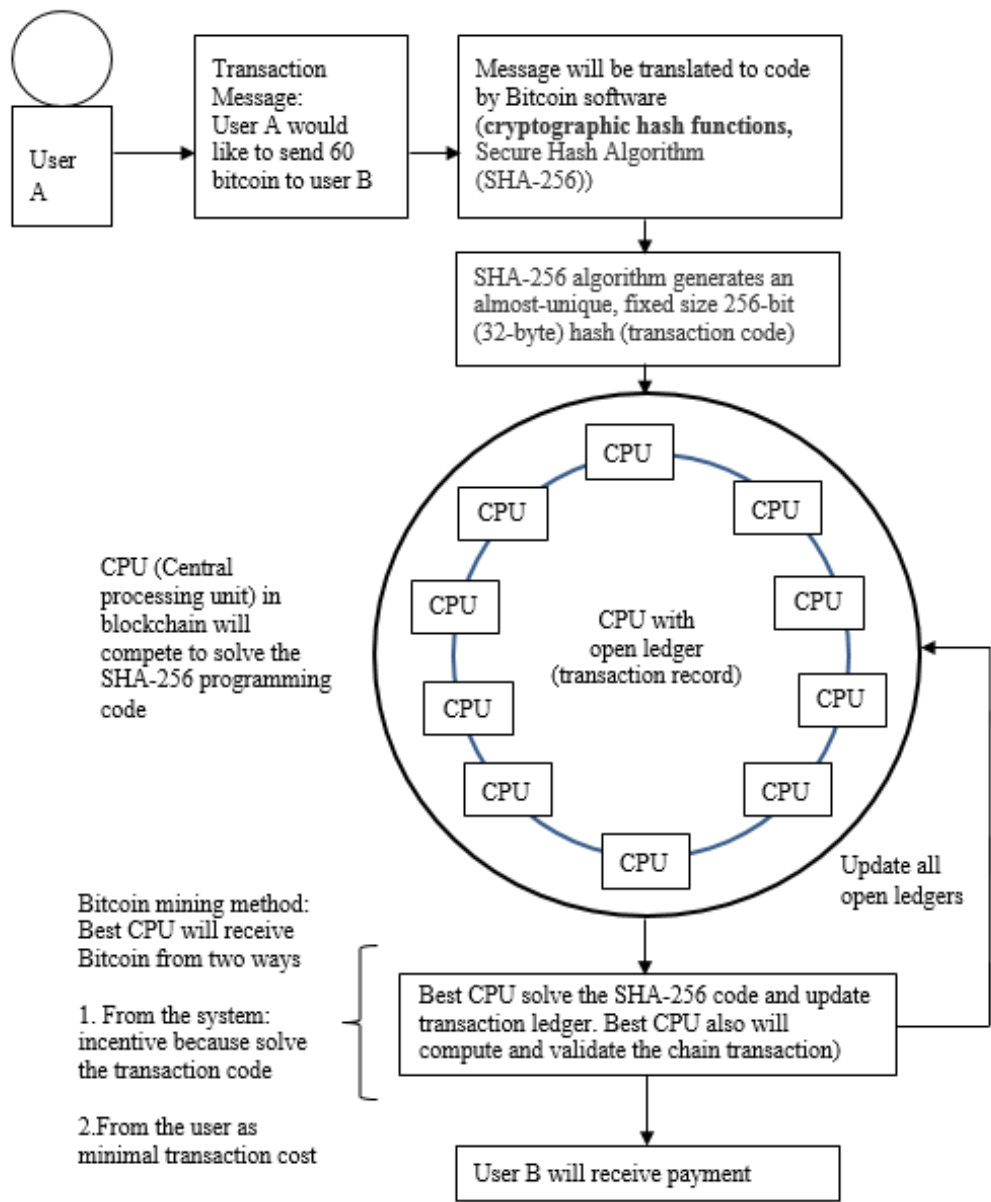 User
A
Transaction
Message:
User A would
like to send 60
bitcoin to user B
Message will be translated to code
by Bitcoin software
(cryptographic hash functions,
Secure Hash Algorithm
(SHA-256))
SHA-256 algorithm generates an
almost-unique, fixed size 256-bit
(32-byte) hash (transaction code)
CPU
CPU
CPU
CPU
CPU
CPU
CPU
CPU
CPU
CPU
CPU with
open ledger
(transaction record)
CPU (Central
processing unit) in
blockchain will
compete to solve the
SHA-256 programming
code
Update all
open ledgers
Bitcoin mining method:
Best CPU will receive
Bitcoin from two ways
1. From the system:
incentive because solve
the transaction code
2.From the user as
minimal transaction cost
Best CPU solve the SHA-256 code and update
transaction ledger. Best CPU also will
compute and validate the chain transaction)
User B will receive payment